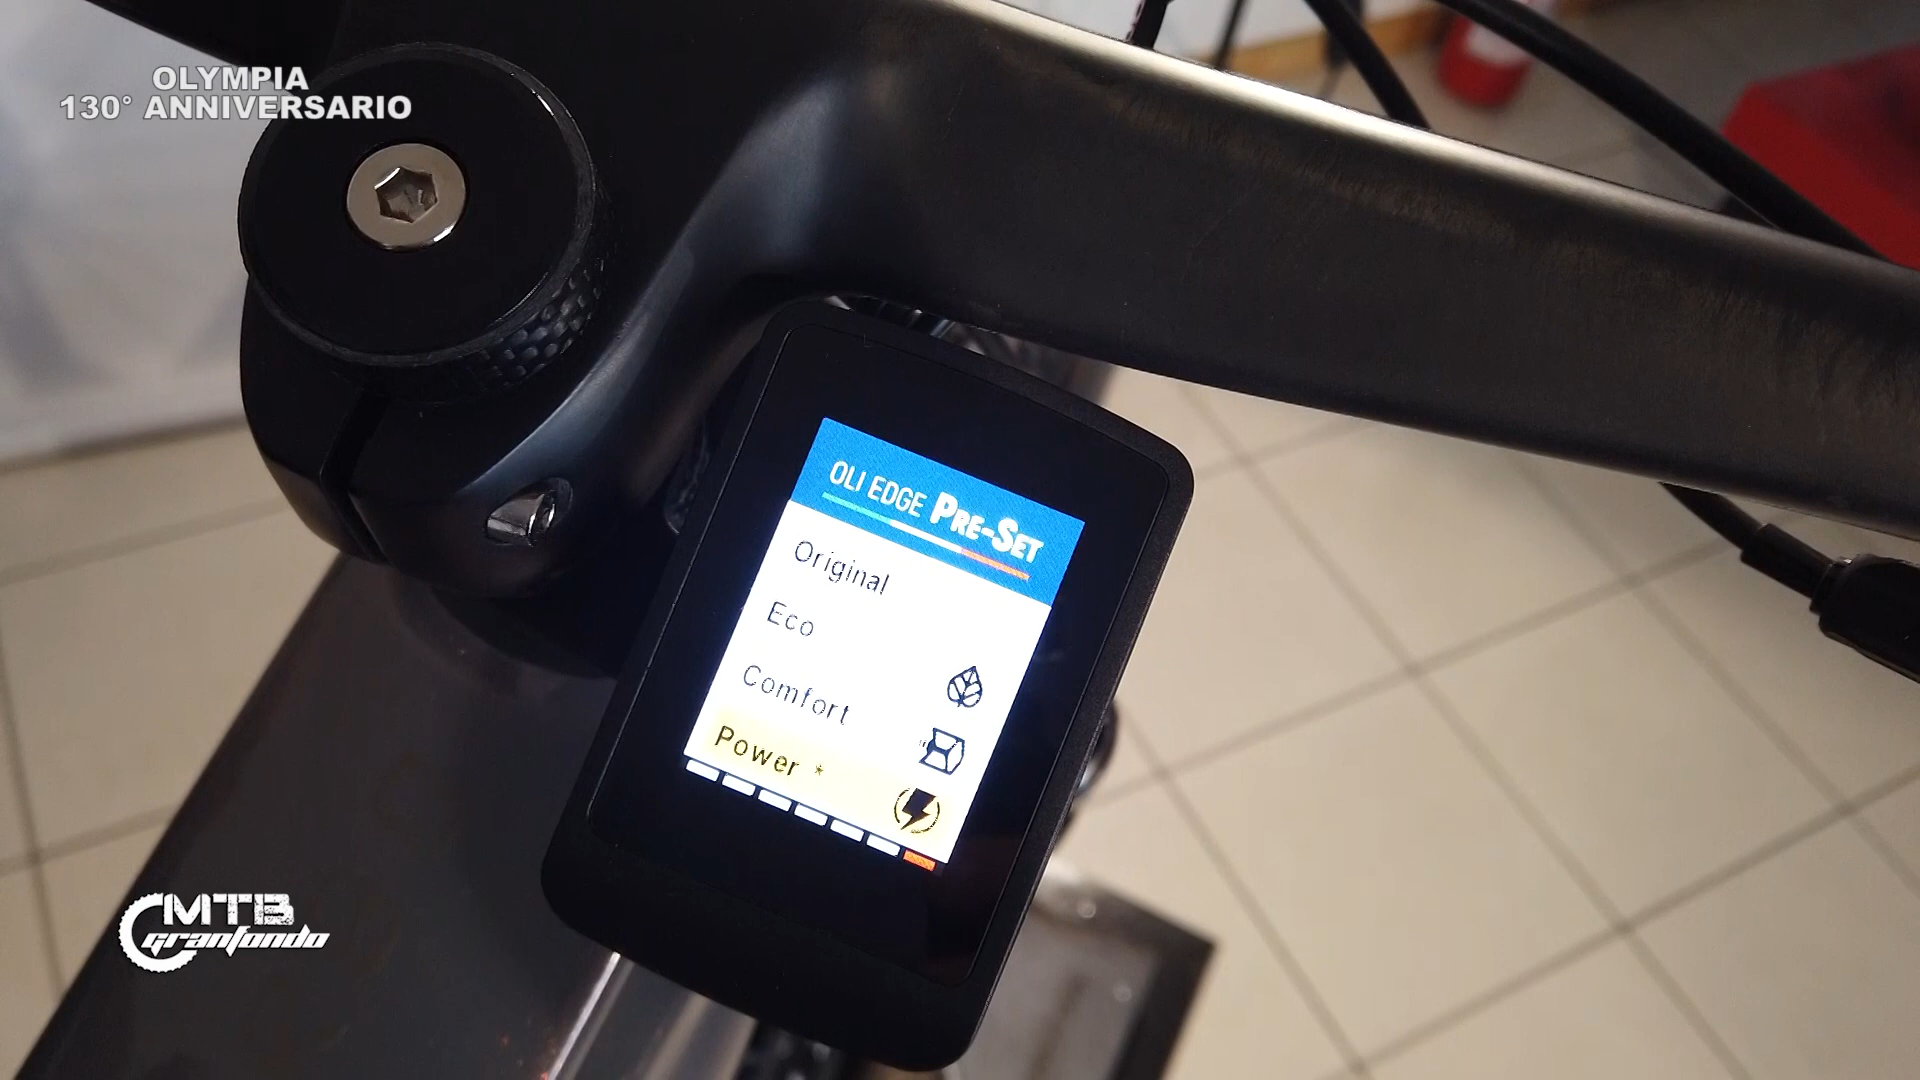 OLYMPIA
130° ANNIVERSARIO
OLI EDGE PRE-SET
Original
Eco
Comfort
Power *
MTB
granfondo